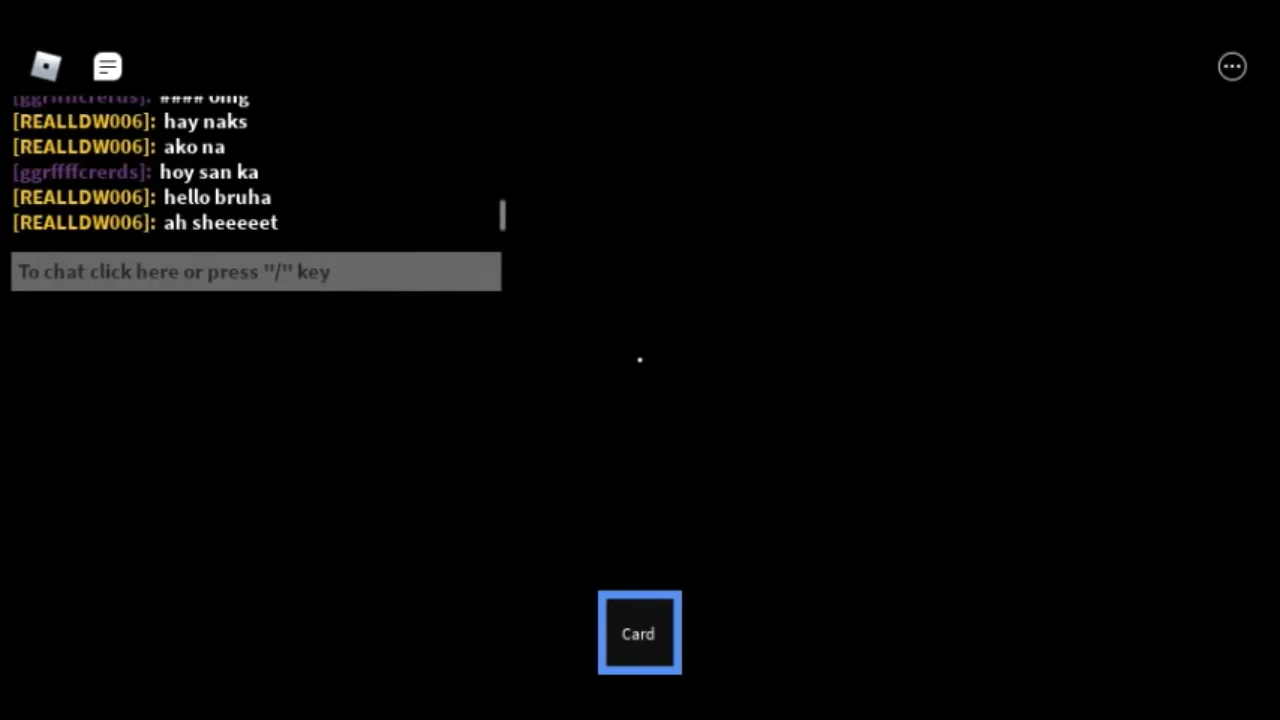 #### omg
[REALLDW006]: hay naks
[REALLDW006]: ako na
[ggrffffcrerds]: hoy san ka
[REALLDW006]: hello bruha
[REALLDW006]: ah sheeeeet
To chat click here or press "/" key
Card